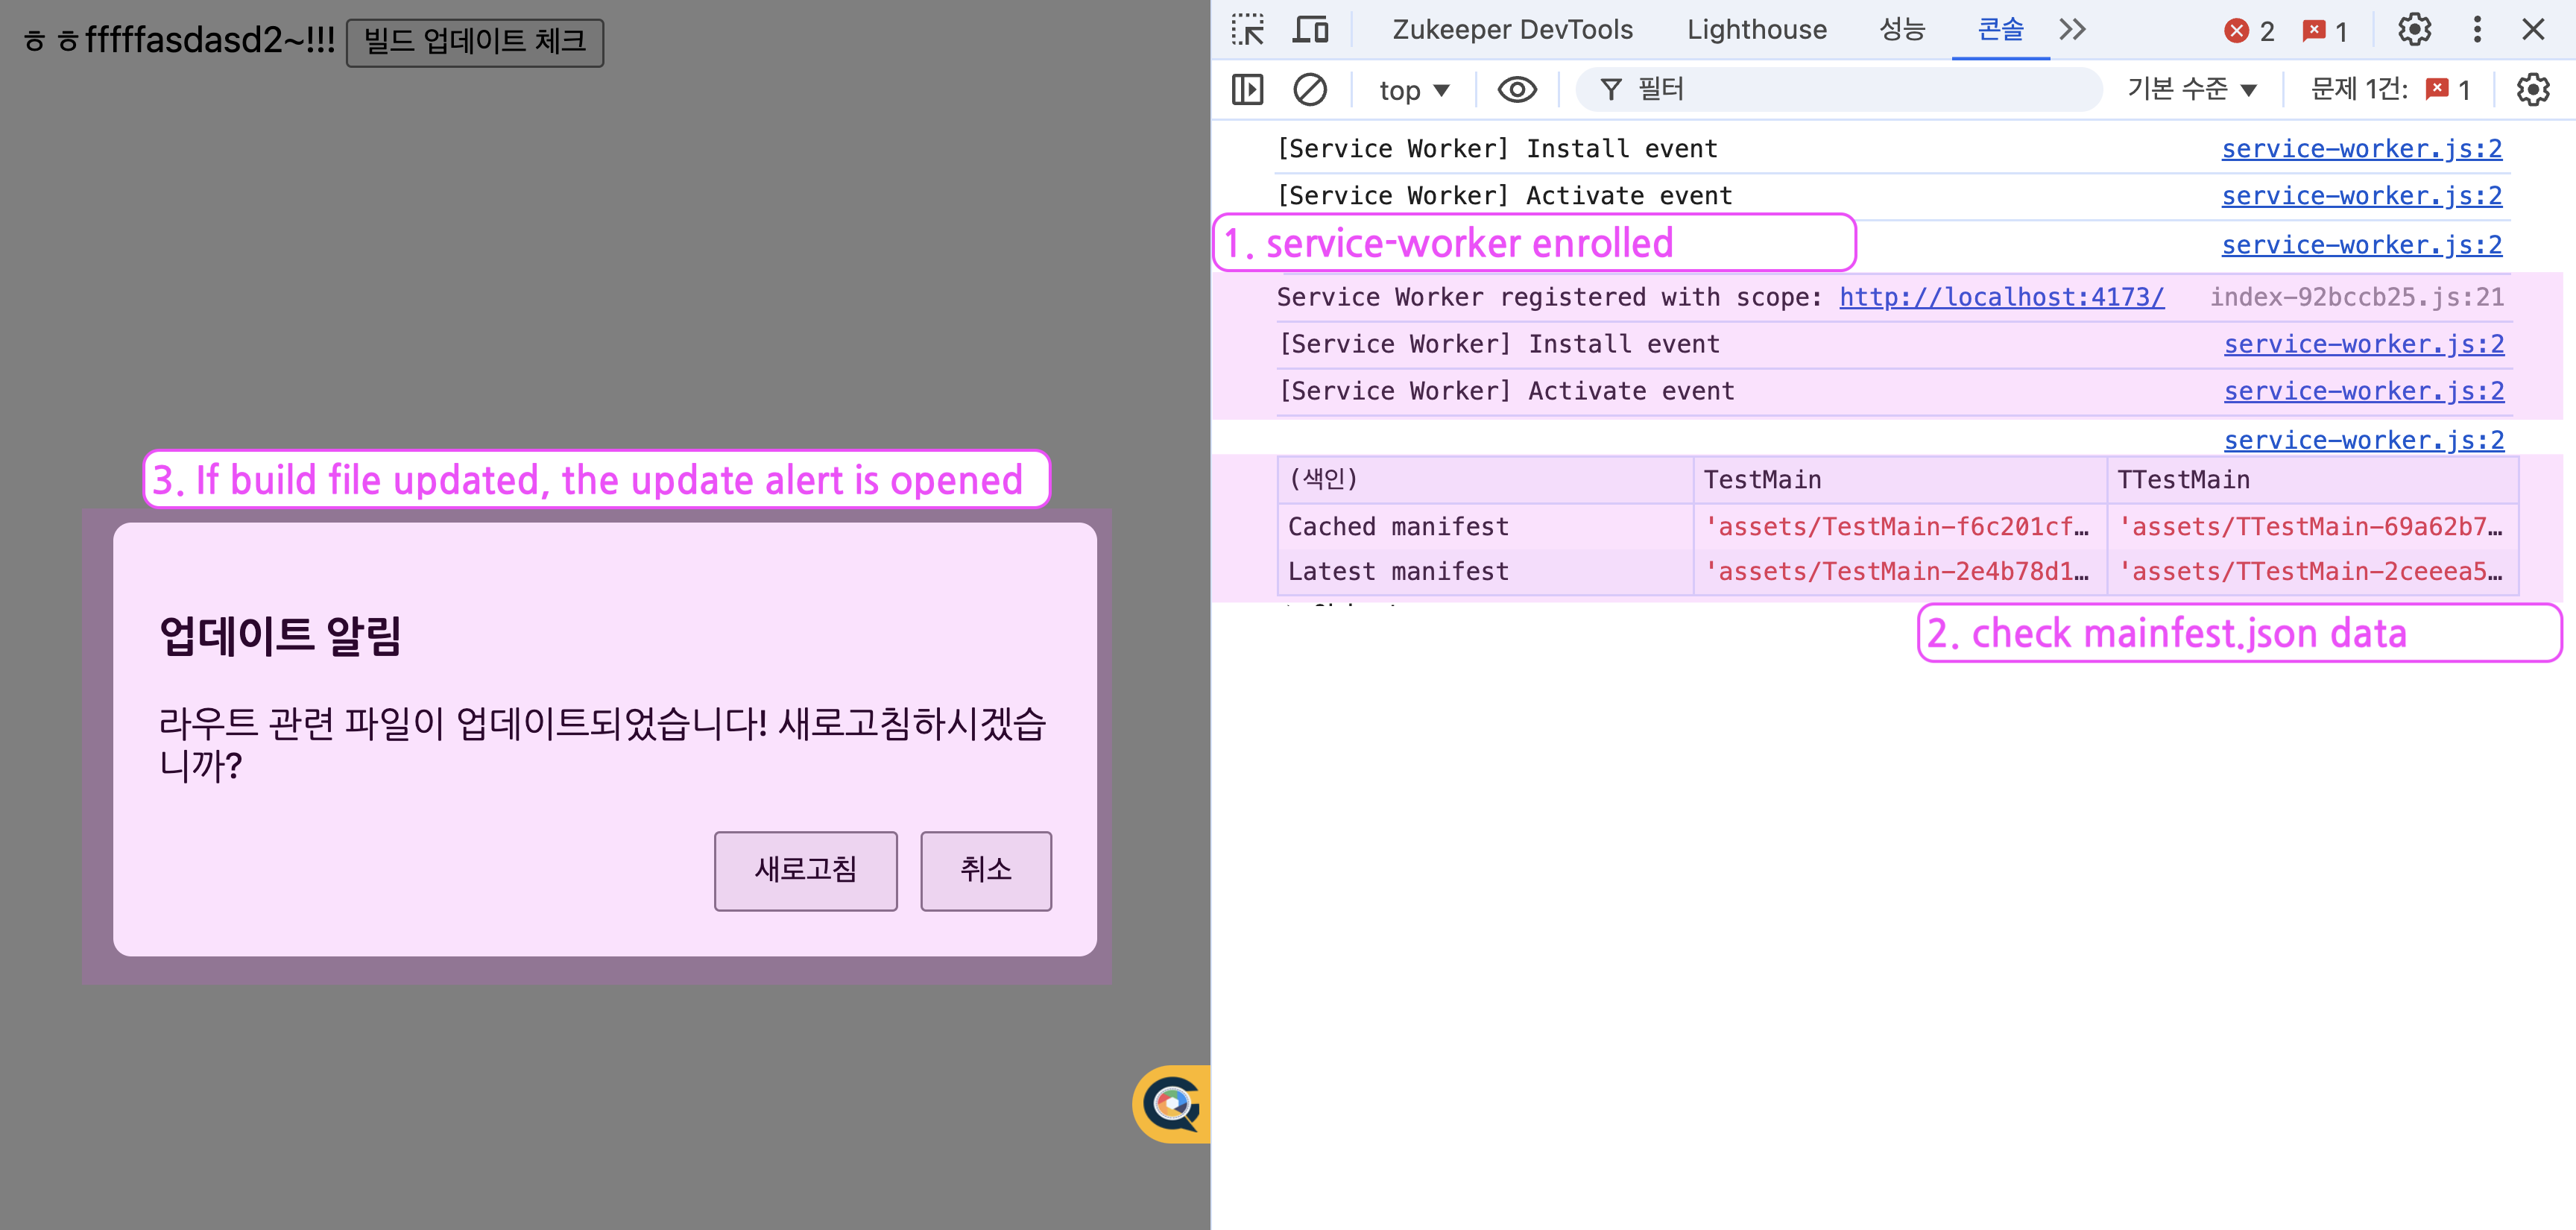 ㅎㅎfffffasdasd2~!!! 빌드 업데이트 체크
3. If build file updated, the update alert is opened
업데이트 알림
라우트 관련 파일이 업데이트되었습니다! 새로고침하시겠습
니까?
새로고침 취소
Zukeeper DevTools Lighthouse 성능 콘솔 2 1
top 필터 기본 수준 문제 1건: 1
[Service Worker] Install event service-worker.js:2
[Service Worker] Activate event service-worker.js:2
1. service-worker enrolled service-worker.js:2
Service Worker registered with scope: http://localhost:4173/ index-92bccb25.js:21
[Service Worker] Install event service-worker.js:2
[Service Worker] Activate event service-worker.js:2
service-worker.js:2
(색인) TestMain TTestMain
Cached manifest 'assets/TestMain-f6c201cf… 'assets/TTestMain-69a62b7…
Latest manifest 'assets/TestMain-2e4b78d1… 'assets/TTestMain-2ceeea5…
2. check mainfest.json data